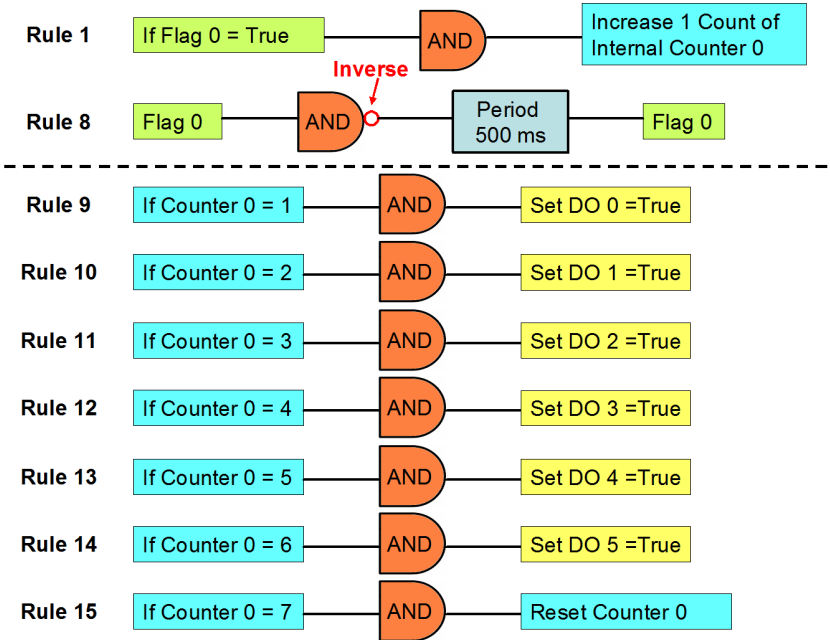 Rule 1
If Flag 0 = True
AND
Increase 1 Count of
Internal Counter 0
Inverse
Rule 8
Flag 0
AND
Period
500 ms
Flag 0
Rule 9
If Counter 0 = 1
AND
Set DO 0 =True
Rule 10
If Counter 0 = 2
AND
Set DO 1 =True
Rule 11
If Counter 0 = 3
AND
Set DO 2 =True
Rule 12
If Counter 0 = 4
AND
Set DO 3 =True
Rule 13
If Counter 0 = 5
AND
Set DO 4 =True
Rule 14
If Counter 0 = 6
AND
Set DO 5 =True
Rule 15
If Counter 0 = 7
AND
Reset Counter 0